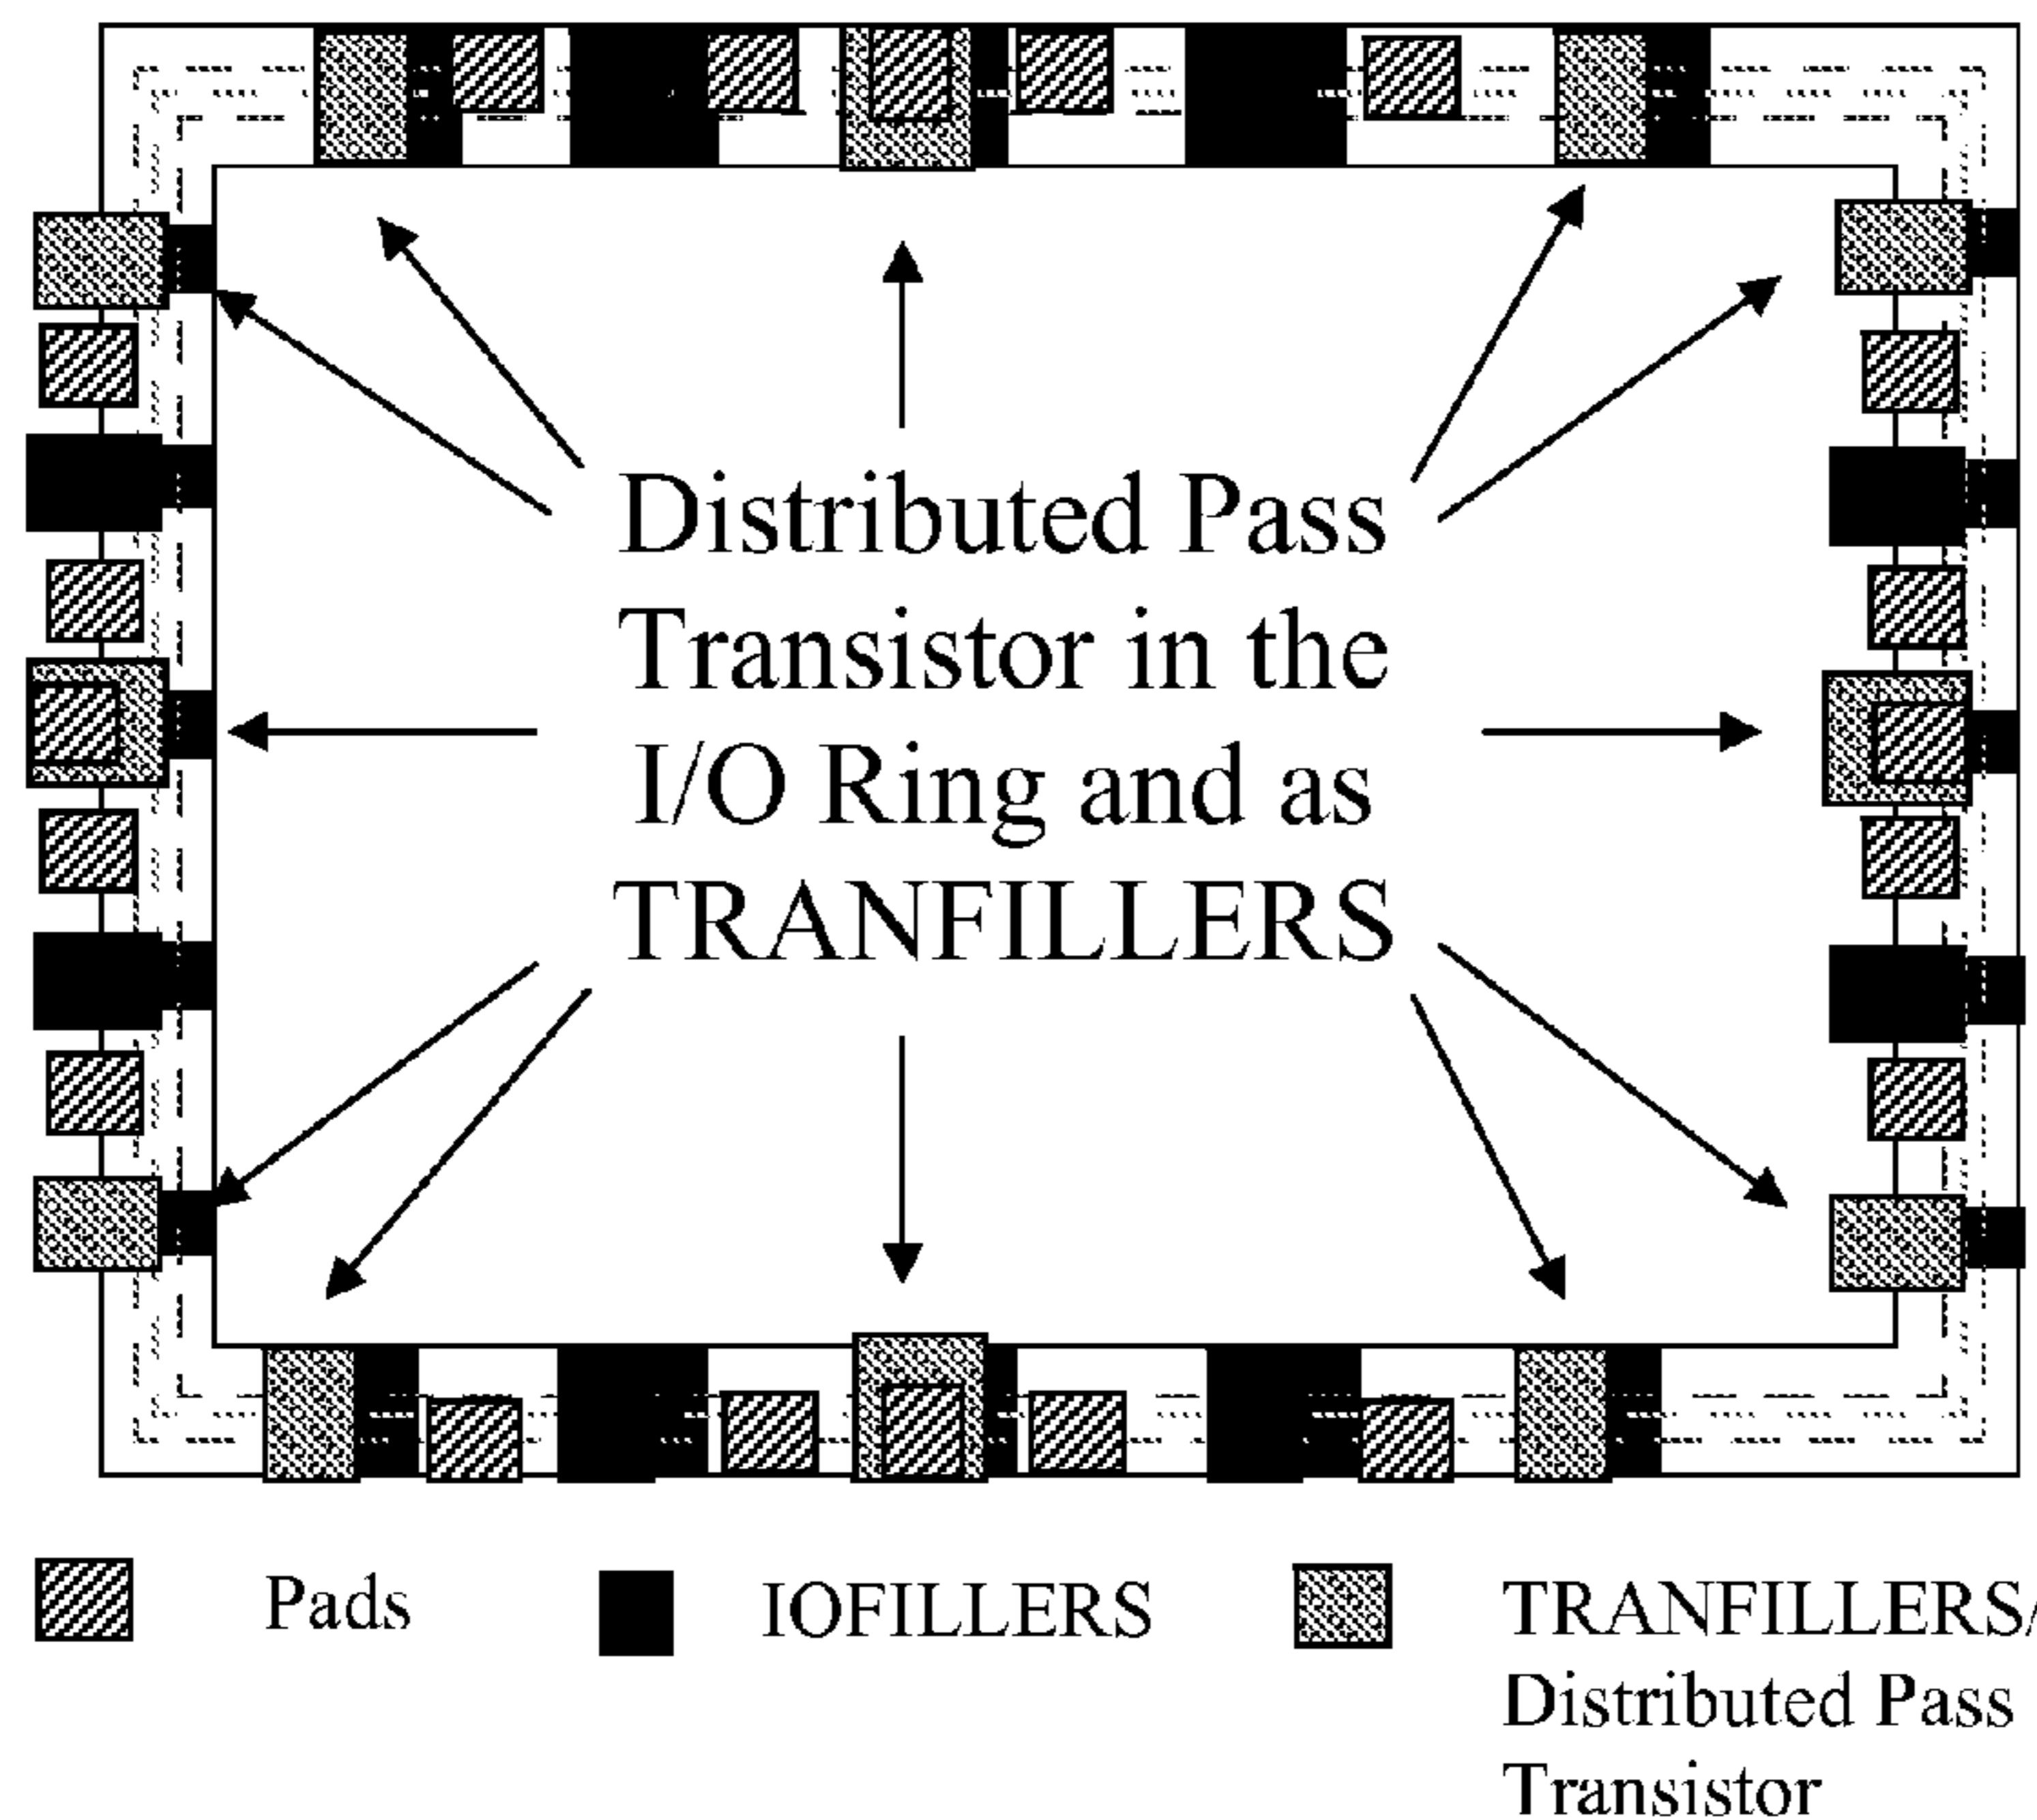 Distributed Pass
Transistor in the
I/O Ring and as
TRANFILLERS
Pads
IOFILLERS
TRANFILLERS/
Distributed Pass
Transistor